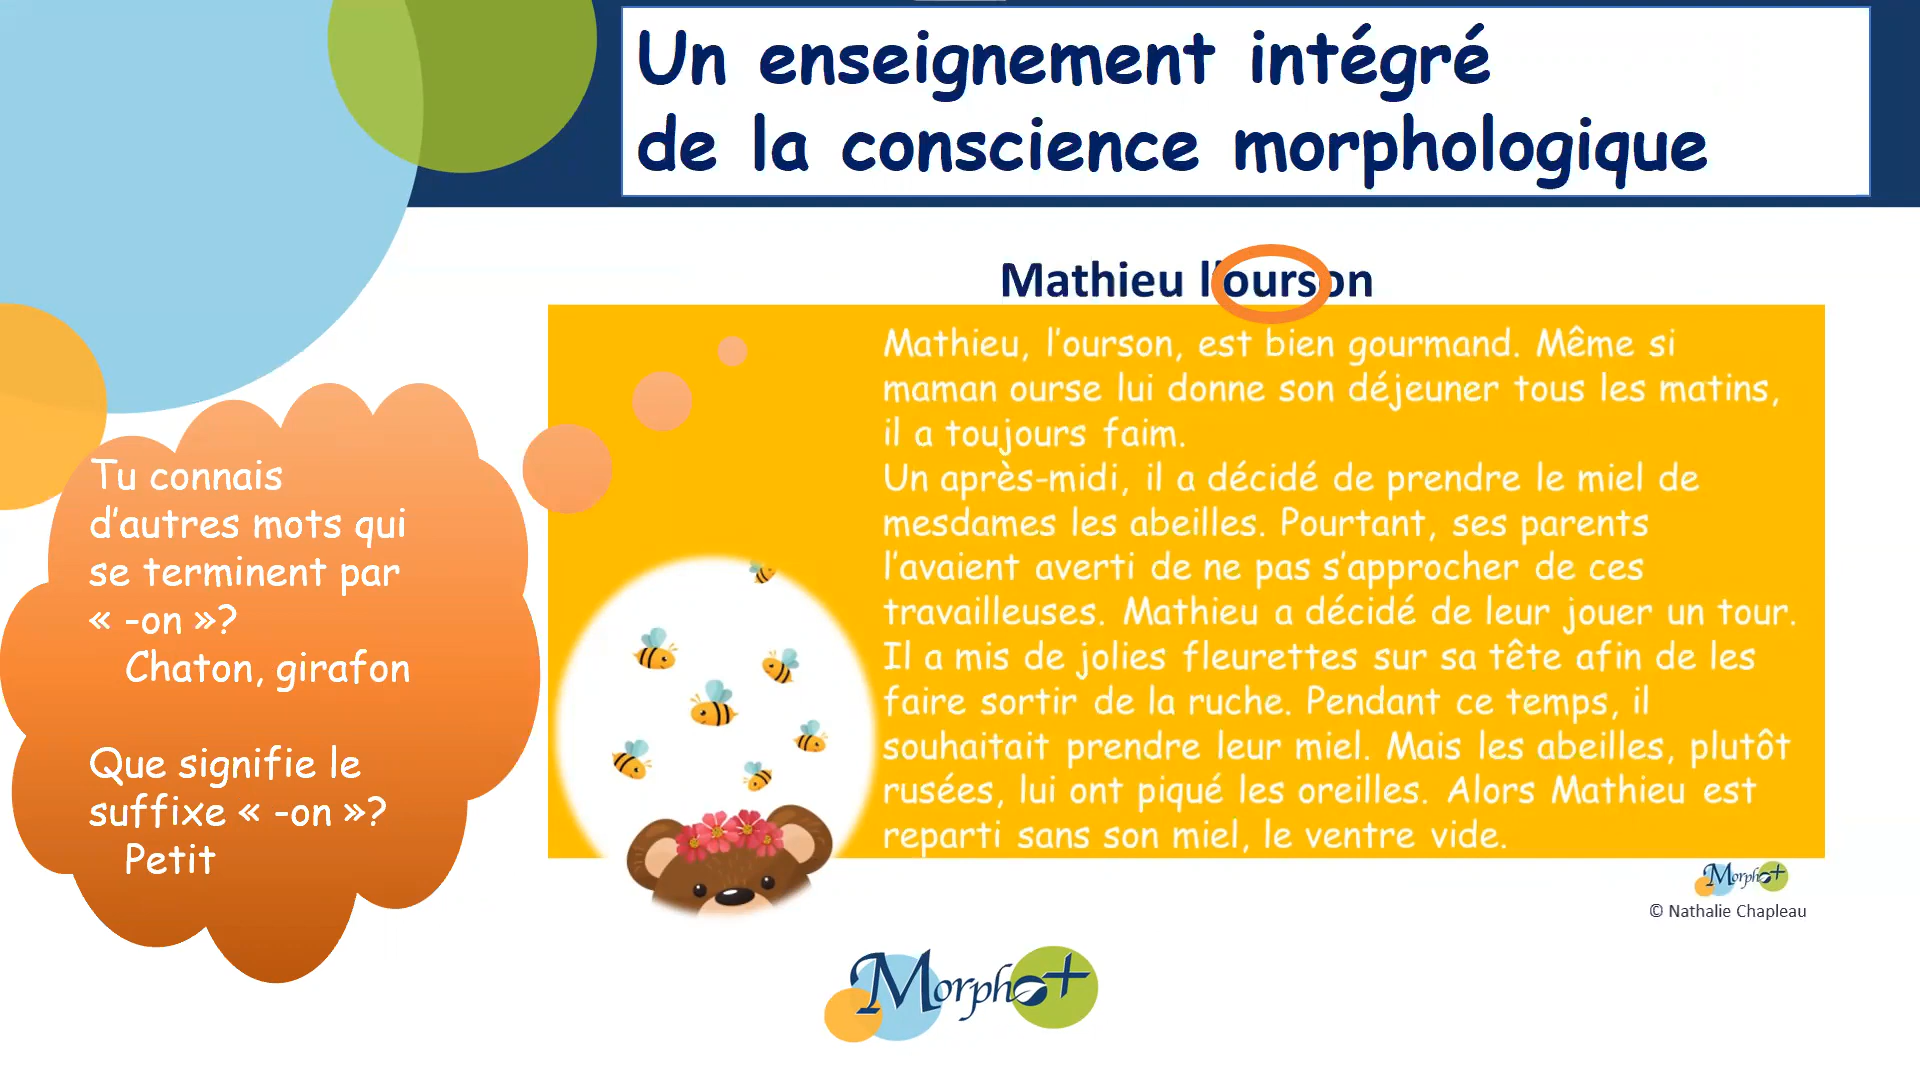 Un enseignement intégré
de la conscience morphologique
Mathieu l'ourson
Mathieu, l'ourson, est bien gourmand. Même si
maman ourse lui donne son déjeuner tous les matins,
il a toujours faim.
Un après-midi, il a décidé de prendre le miel de
mesdames les abeilles. Pourtant, ses parents
l'avaient averti de ne pas s'approcher de ces
travailleuses. Mathieu a décidé de leur jouer un tour.
Il a mis de jolies fleurettes sur sa tête afin de les
faire sortir de la ruche. Pendant ce temps, il
souhaitait prendre leur miel. Mais les abeilles, plutôt
rusées, lui ont piqué les oreilles. Alors Mathieu est
reparti sans son miel, le ventre vide.
Tu connais
d'autres mots qui
se terminent par
« -on »?
Chaton, girafon
Que signifie le
suffixe « -on »?
Petit
Morpho+
© Nathalie Chapleau
Morpho+